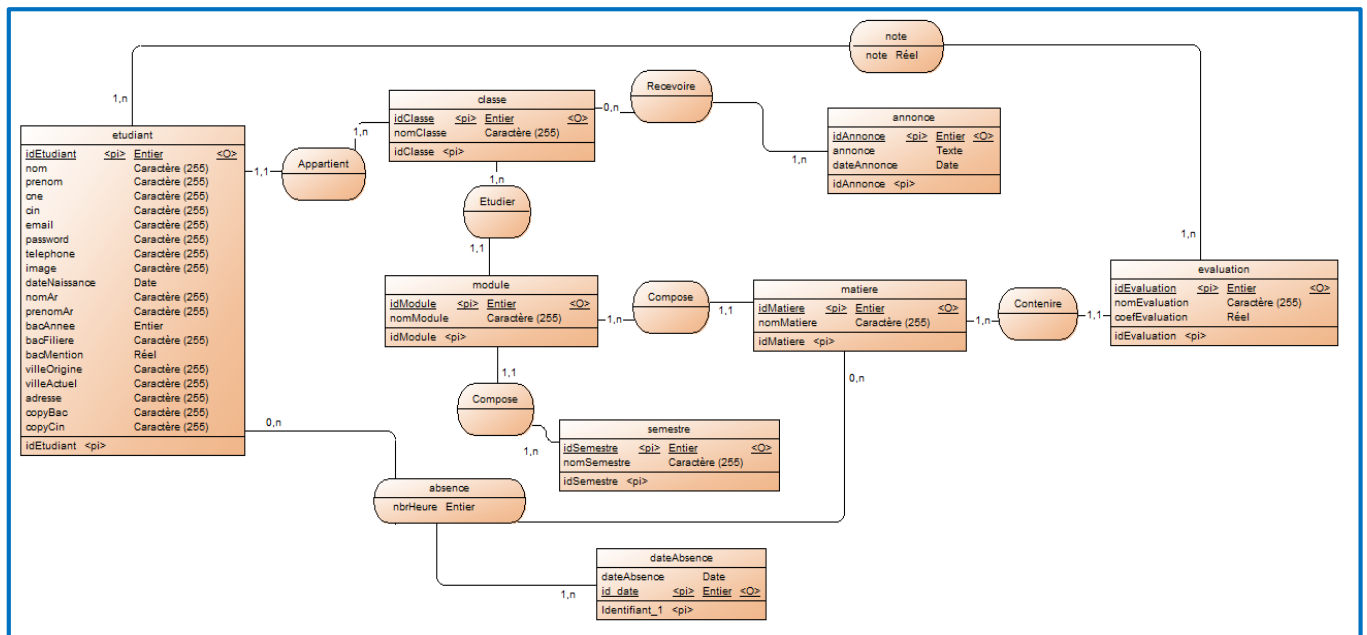 note
note Réel
1,n
etudiant
idEtudiant <pi> Entier <O>
nom Caractère (255)
prenom Caractère (255)
cne Caractère (255)
cin Caractère (255)
email Caractère (255)
password Caractère (255)
telephone Caractère (255)
image Caractère (255)
dateNaissance Date
nomAr Caractère (255)
prenomAr Caractère (255)
bacAnnee Entier
bacFiliere Caractère (255)
bacMention Réel
villeOrigine Caractère (255)
villeActuel Caractère (255)
adresse Caractère (255)
copyBac Caractère (255)
copyCin Caractère (255)
idEtudiant <pi>
1,1
Appartient
1,n
classe
idClasse <pi> Entier <O>
nomClasse Caractère (255)
idClasse <pi>
0,n
Recevoire
1,n
annonce
idAnnonce <pi> Entier <O>
annonce Texte
dateAnnonce Date
idAnnonce <pi>
1,n
Etudier
1,1
module
idModule <pi> Entier <O>
nomModule Caractère (255)
idModule <pi>
1,n
Compose
1,1
matiere
idMatiere <pi> Entier <O>
nomMatiere Caractère (255)
idMatiere <pi>
1,n
Contenire
1,1
1,n
evaluation
idEvaluation <pi> Entier <O>
nomEvaluation Caractère (255)
coefEvaluation Réel
idEvaluation <pi>
1,1
Compose
1,n
semestre
idSemestre <pi> Entier <O>
nomSemestre Caractère (255)
idSemestre <pi>
0,n
0,n
absence
nbrHeure Entier
1,n
dateAbsence
dateAbsence Date
id_date <pi> Entier <O>
Identifiant_1 <pi>